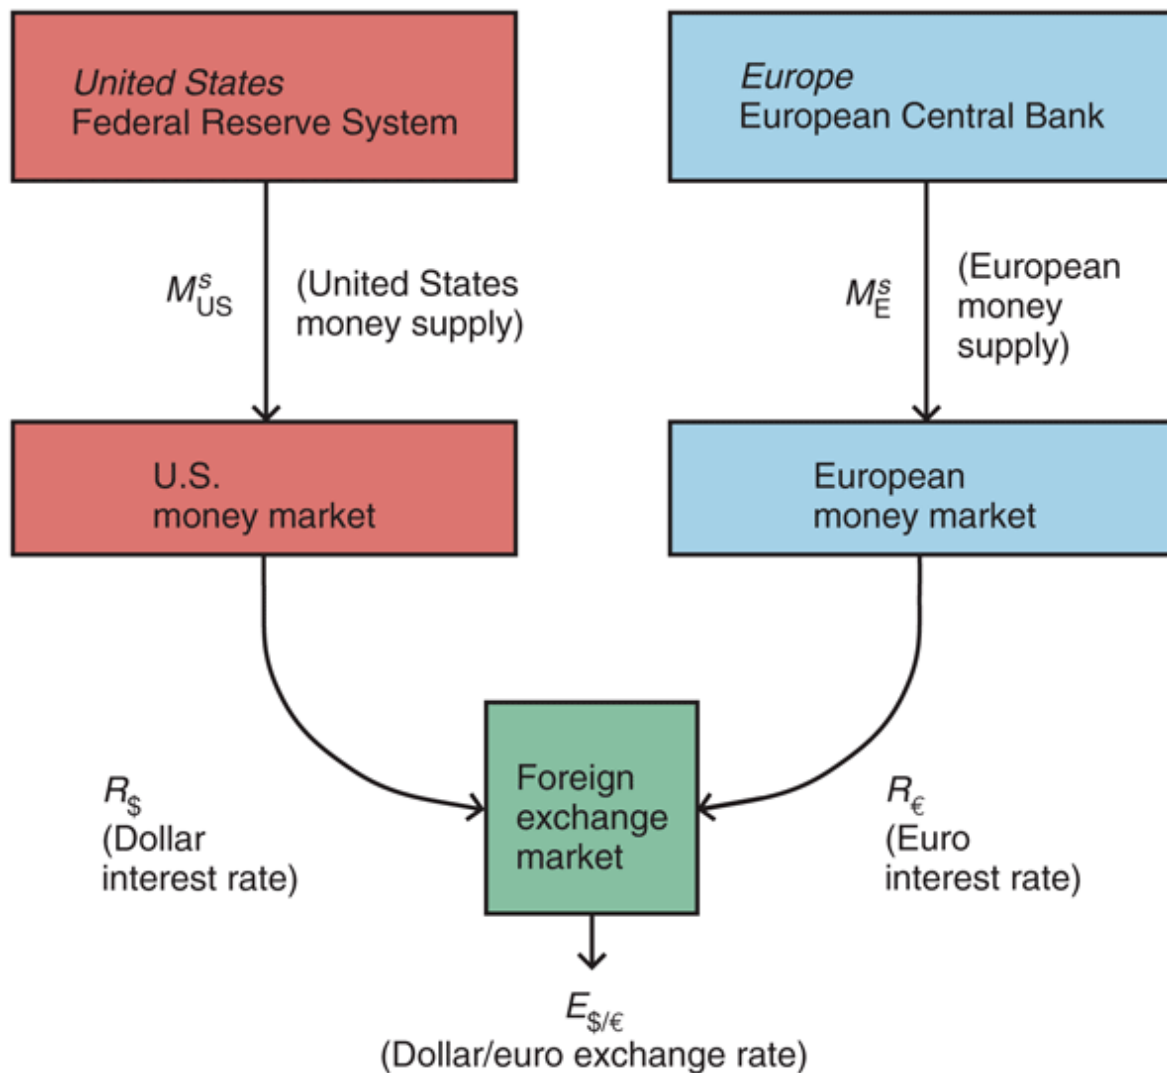 United States
Federal Reserve System
Europe
European Central Bank
M^s_US
(United States
money supply)
M^s_E
(European
money
supply)
U.S.
money market
European
money market
R_$
(Dollar
interest rate)
Foreign
exchange
market
R_€
(Euro
interest rate)
E_$/€
(Dollar/euro exchange rate)